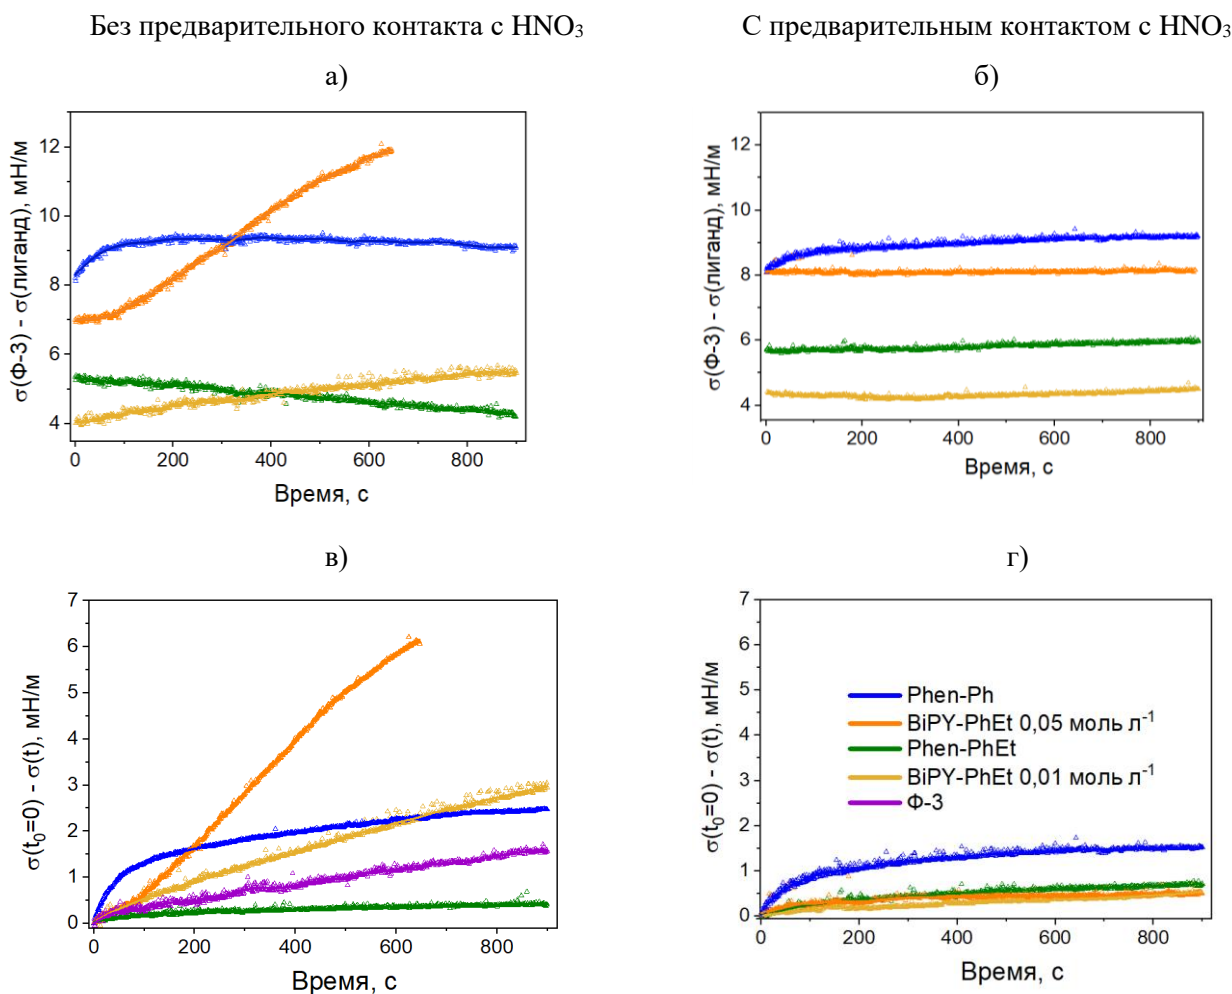 Без предварительного контакта с HNO3
С предварительным контактом с HNO3
а)
б)
σ(Ф-3) - σ(лиганд), мН/м
12
10
8
6
4
0 200 400 600 800
Время, с
σ(Ф-3) - σ(лиганд), мН/м
12
10
8
6
4
0 200 400 600 800
Время, с
в)
г)
σ(t0=0) - σ(t), мН/м
7
6
5
4
3
2
1
0
0 200 400 600 800
Время, с
σ(t0=0) - σ(t), мН/м
7
6
5
4
3
2
1
0
Phen-Ph
BiPY-PhEt 0,05 моль л-1
Phen-PhEt
BiPY-PhEt 0,01 моль л-1
Ф-3
0 200 400 600 800
Время, с